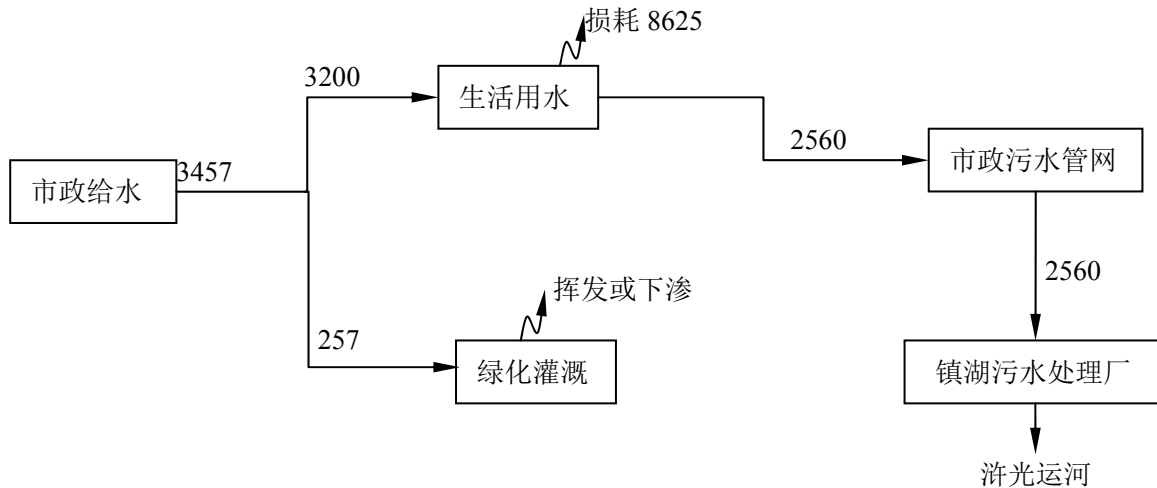 损耗 8625
3200
生活用水
2560
市政污水管网
市政给水
3457
2560
挥发或下渗
257
绿化灌溉
镇湖污水处理厂
浒光运河